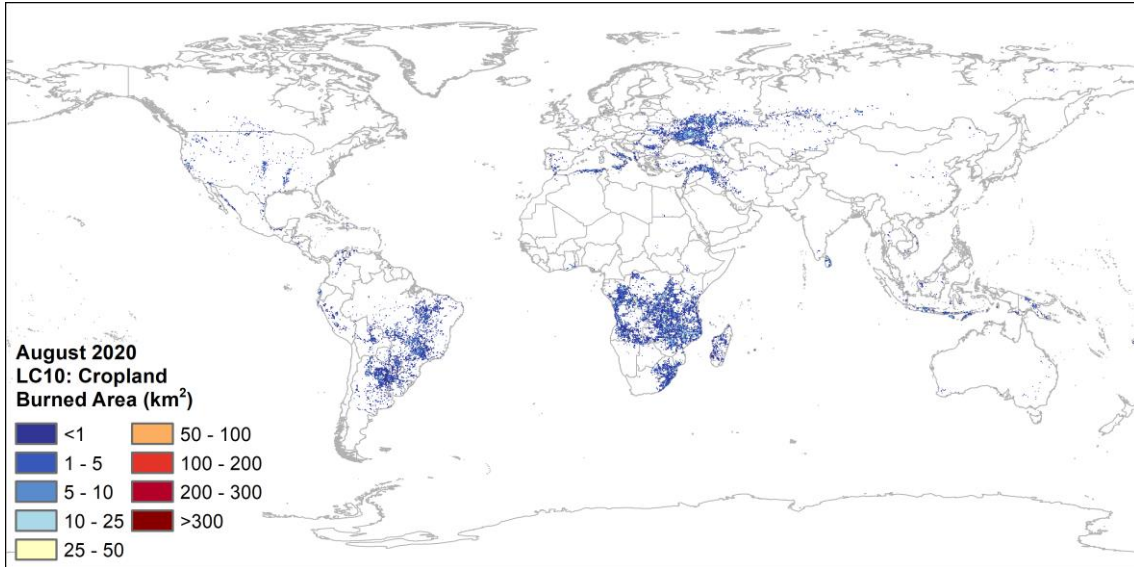 August 2020
LC10: Cropland
Burned Area (km²)
<1
1 - 5
5 - 10
10 - 25
25 - 50
50 - 100
100 - 200
200 - 300
>300